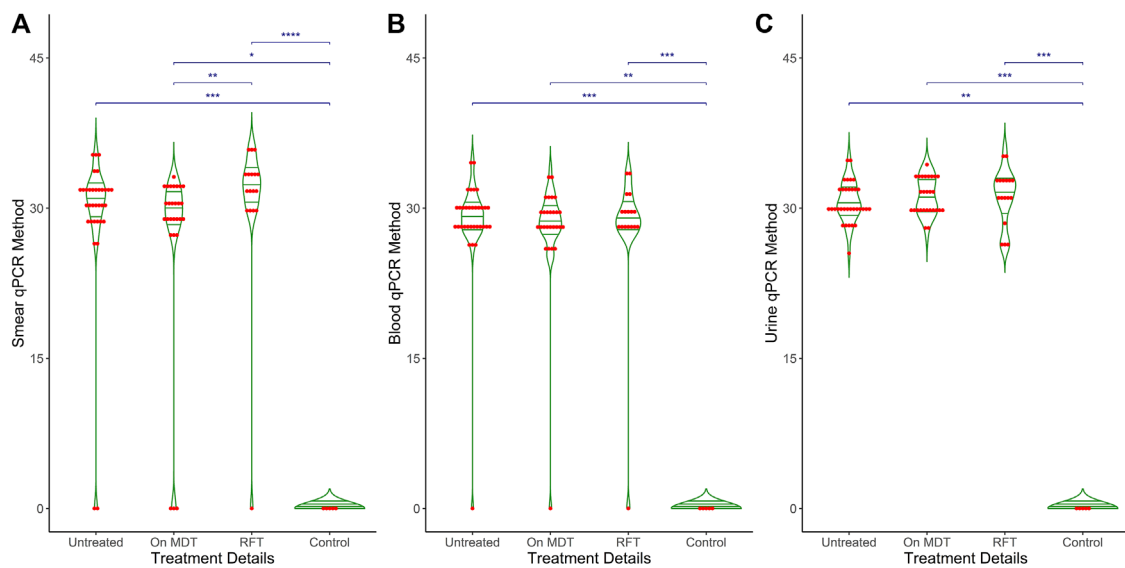 A
****
45
*
**
***
30
15
0
Smear qPCR Method
Untreated On MDT RFT Control
Treatment Details
B
***
45
**
***
30
15
0
Blood qPCR Method
Untreated On MDT RFT Control
Treatment Details
C
***
45
***
**
30
15
0
Urine qPCR Method
Untreated On MDT RFT Control
Treatment Details